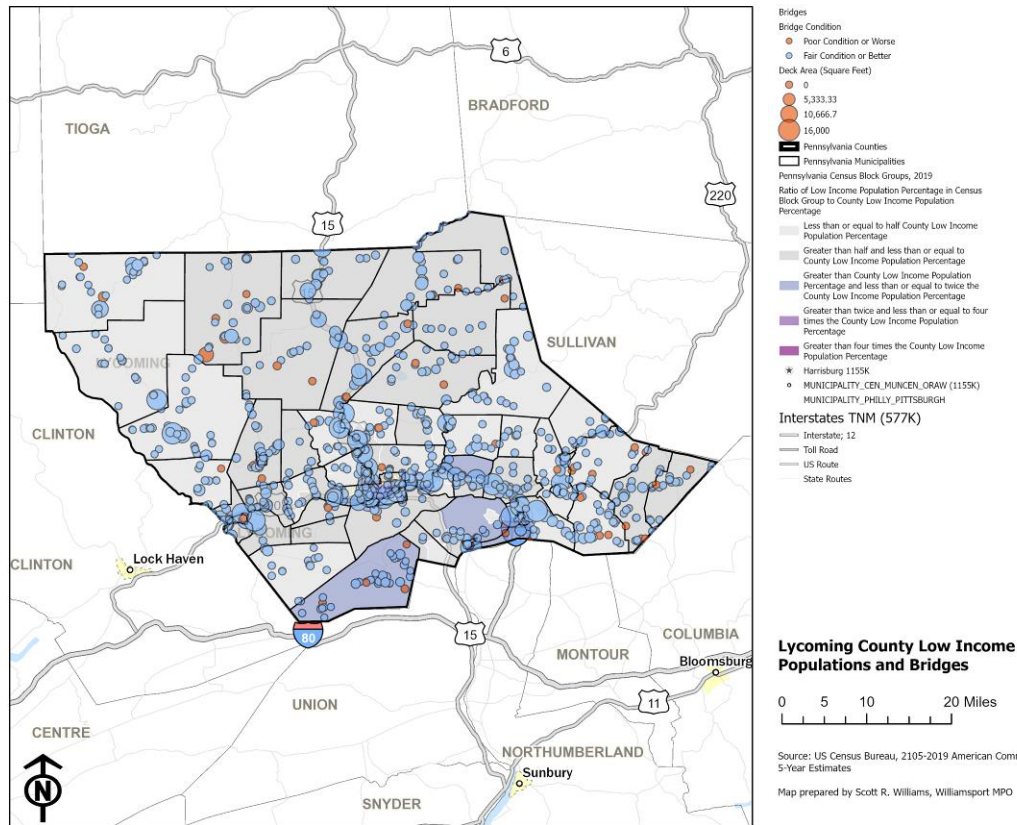 6
BRADFORD
TIOGA
220
15
SULLIVAN
LYCOMING
CLINTON
LYCOMING
CLINTON
Lock Haven
80
15
COLUMBIA
MONTOUR
Bloomsburg
UNION
11
CENTRE
NORTHUMBERLAND
Sunbury
SNYDER
N
Bridges
Bridge Condition
Poor Condition or Worse
Fair Condition or Better
Deck Area (Square Feet)
0
5,333.33
10,666.7
16,000
Pennsylvania Counties
Pennsylvania Municipalities
Pennsylvania Census Block Groups, 2019
Ratio of Low Income Population Percentage in Census
Block Group to County Low Income Population
Percentage
Less than or equal to half County Low Income
Population Percentage
Greater than half and less than or equal to
County Low Income Population Percentage
Greater than County Low Income Population
Percentage and less than or equal to twice the
County Low Income Population Percentage
Greater than twice and less than or equal to four
times the County Low Income Population
Percentage
Greater than four times the County Low Income
Population Percentage
Harrisburg 1155K
MUNICIPALITY_CEN_MUNCEN_ORAW (1155K)
MUNICIPALITY_PHILLY_PITTSBURGH
Interstates TNM (577K)
Interstate; 12
Toll Road
US Route
State Routes
Lycoming County Low Income
Populations and Bridges
0 5 10 20 Miles
Source: US Census Bureau, 2105-2019 American Comm
5-Year Estimates
Map prepared by Scott R. Williams, Williamsport MPO